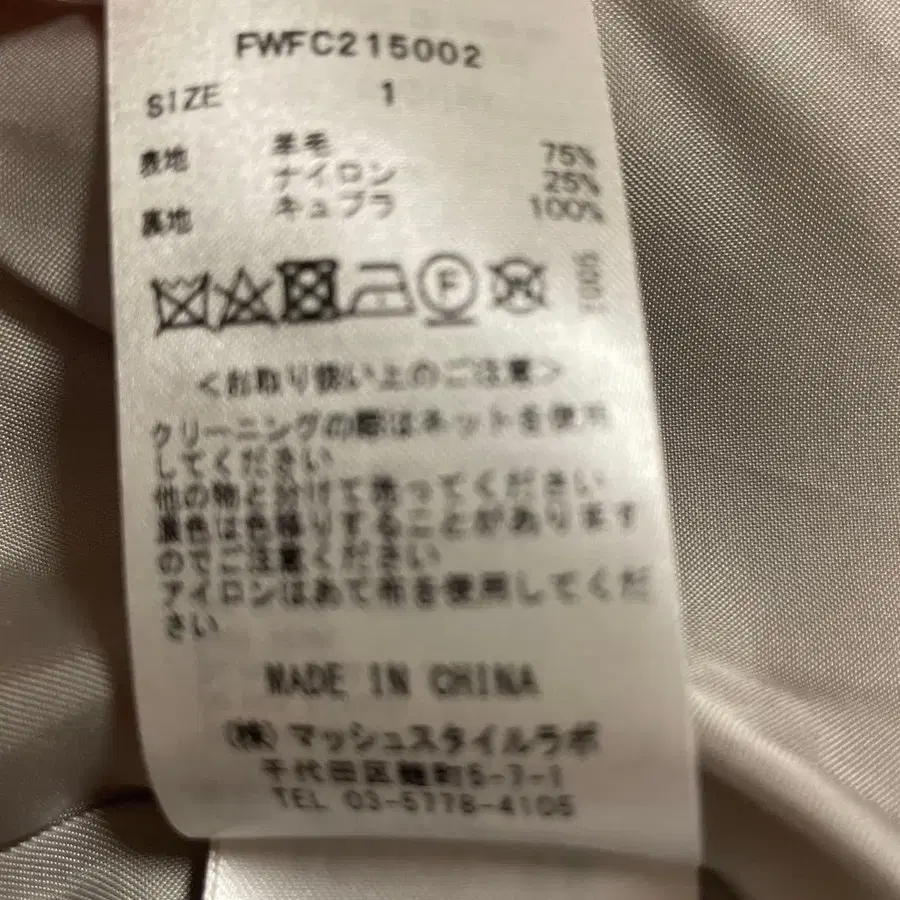 FWFC215002
SIZE 1
表地 羊毛 75%
ナイロン 25%
裏地 キュプラ 100%
F
<お取り扱い上のご注意>
クリーニングの際はネットを使用
してください
他の物と分けて洗ってください
濃色は色移りすることがあります
のでご注意ください
アイロンはあて布を使用してくだ
さい
MADE IN CHINA
(株)マッシュスタイルラボ
千代田区麹町5-7-1
TEL 03-5778-4105